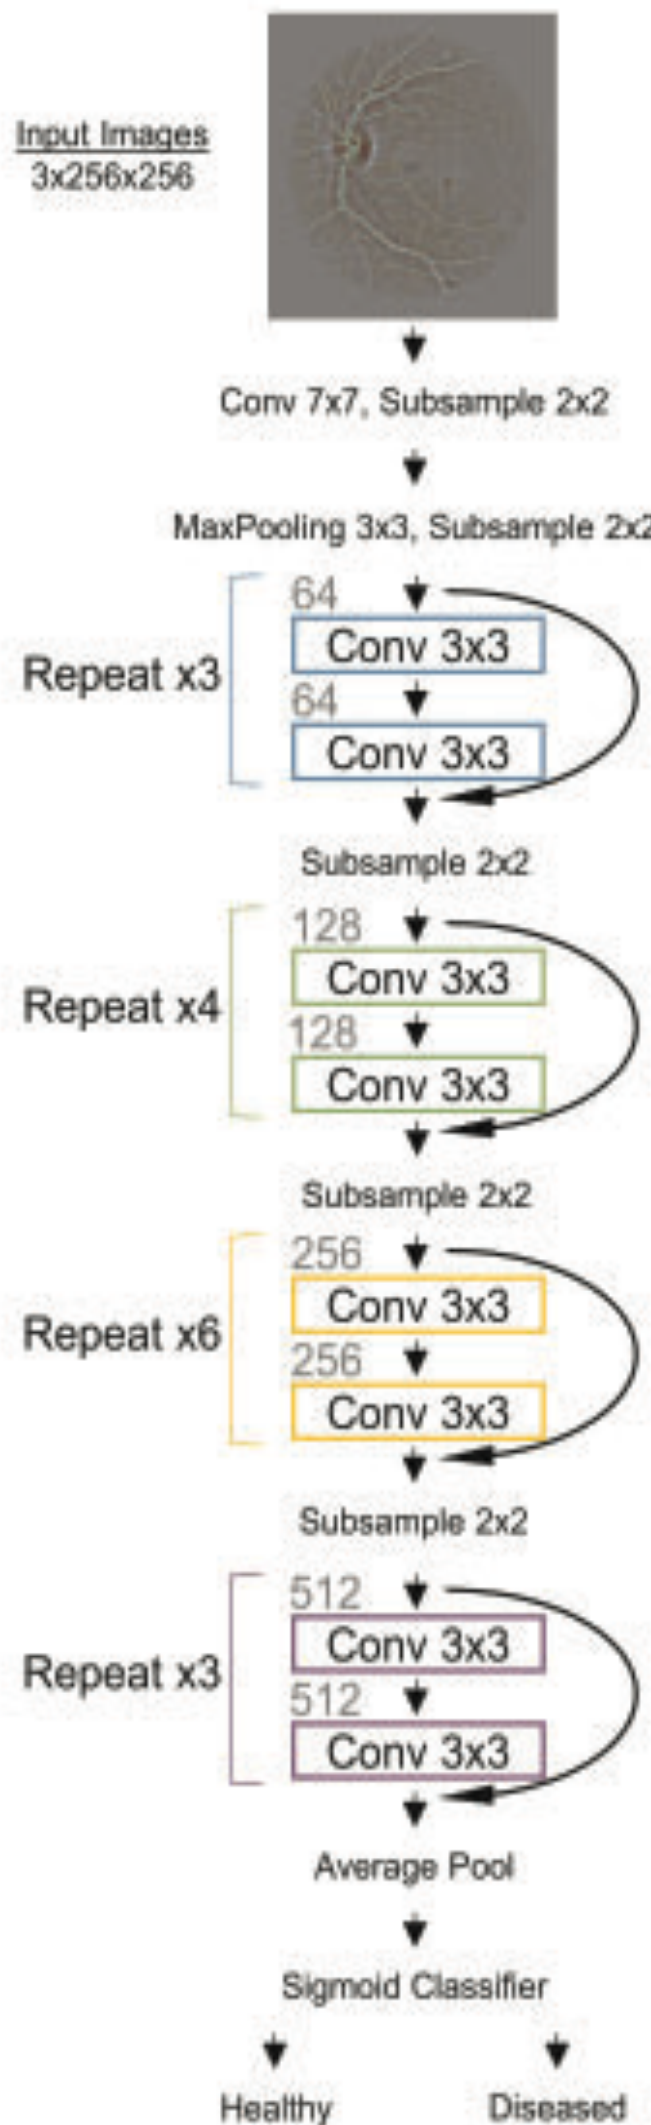 Input Images
3x256x256
Conv 7x7, Subsample 2x2
MaxPooling 3x3, Subsample 2x2
64
Conv 3x3
Repeat x3
64
Conv 3x3
Subsample 2x2
128
Conv 3x3
Repeat x4
128
Conv 3x3
Subsample 2x2
256
Conv 3x3
Repeat x6
256
Conv 3x3
Subsample 2x2
512
Conv 3x3
Repeat x3
512
Conv 3x3
Average Pool
Sigmoid Classifier
Healthy Diseased